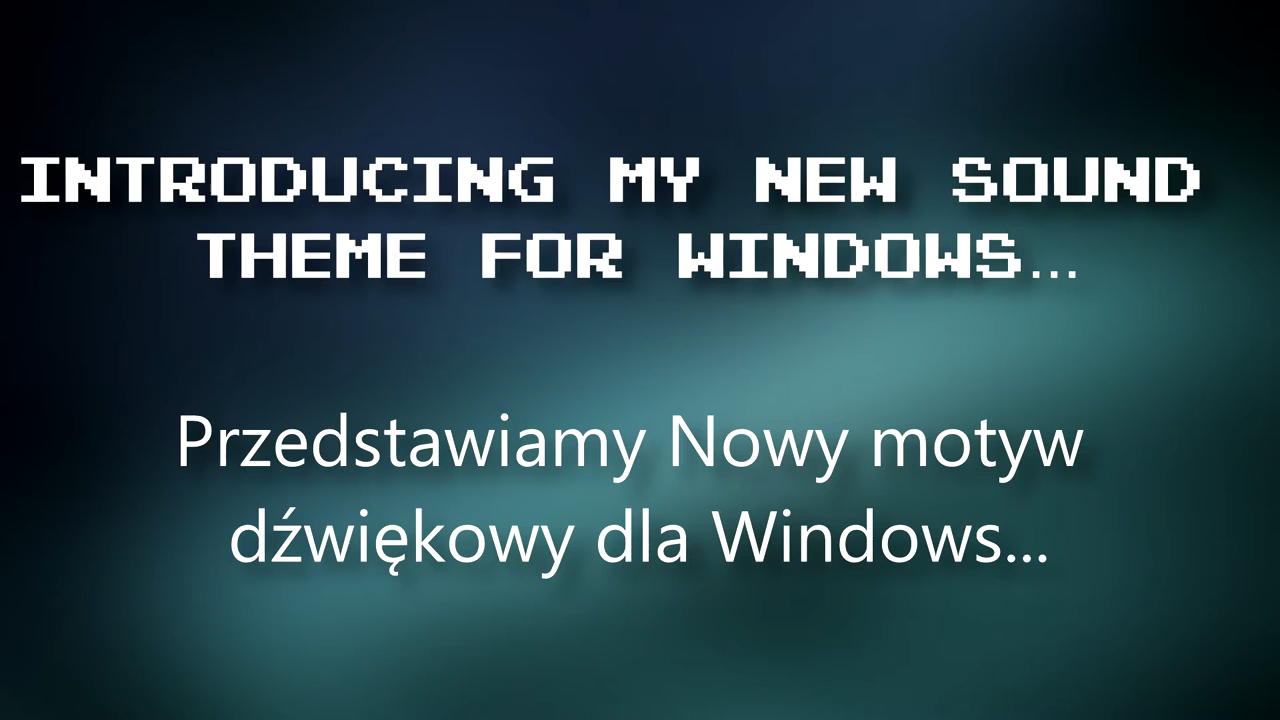 INTRODUCING MY NEW SOUND
THEME FOR WINDOWS...
Przedstawiamy Nowy motyw
dźwiękowy dla Windows...